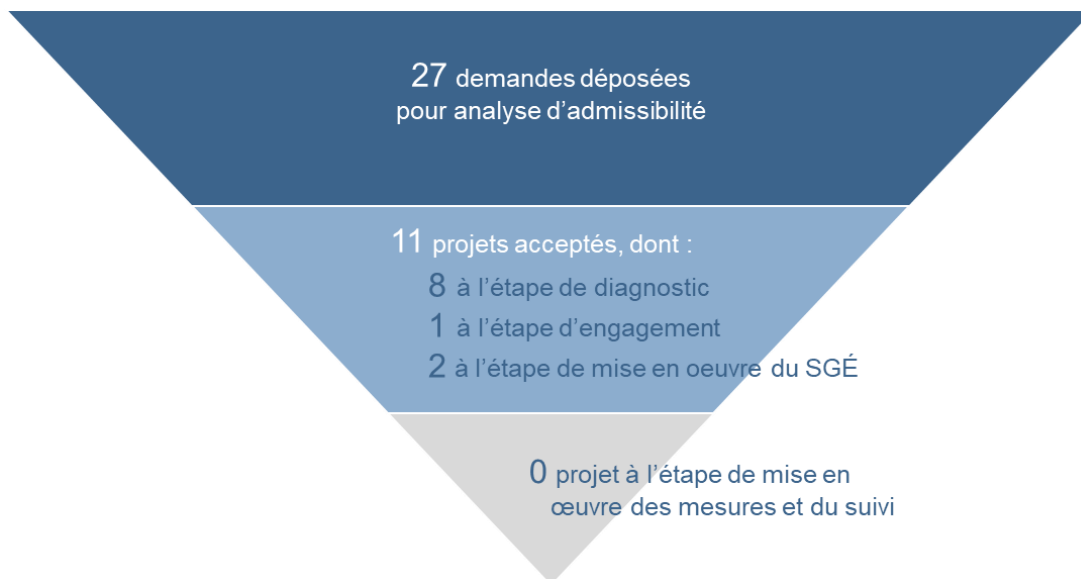 27 demandes déposées
pour analyse d’admissibilité
11 projets acceptés, dont :
8 à l’étape de diagnostic
1 à l’étape d’engagement
2 à l’étape de mise en oeuvre du SGÉ
0 projet à l’étape de mise en
œuvre des mesures et du suivi